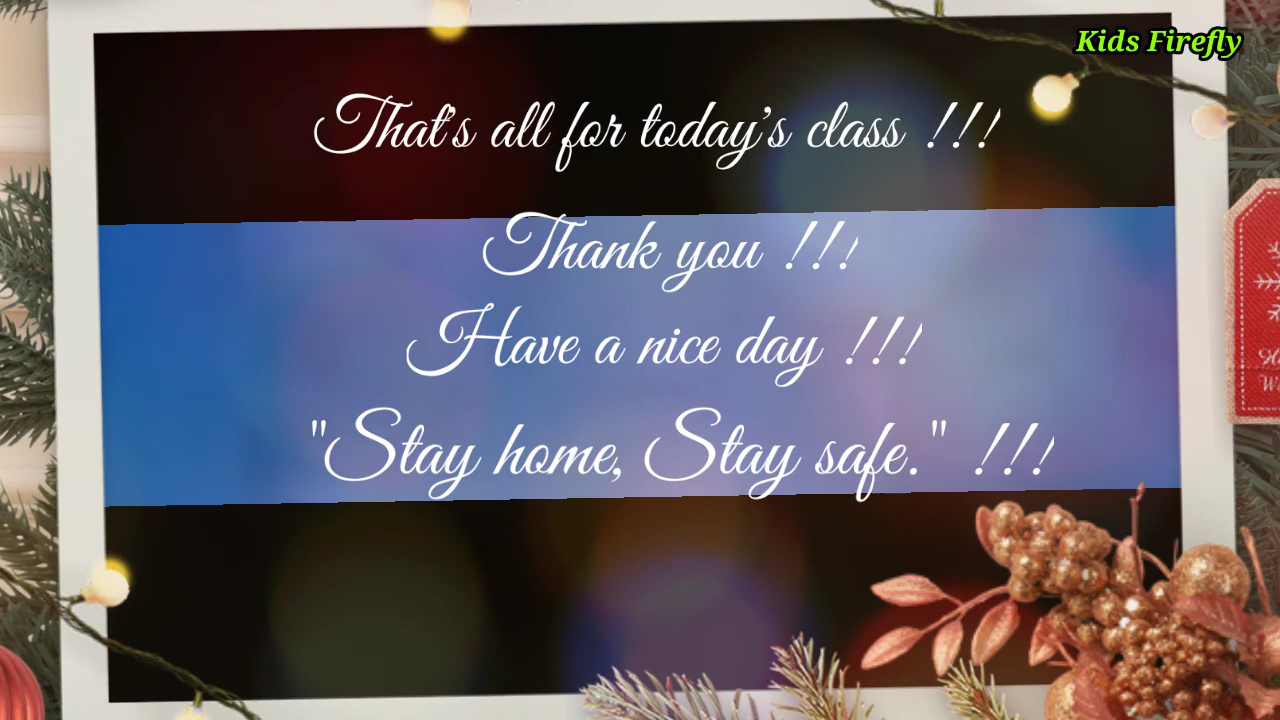 Kids Firefly
That's all for today's class !!!
Thank you !!!
Have a nice day !!!
"Stay home, Stay safe." !!!